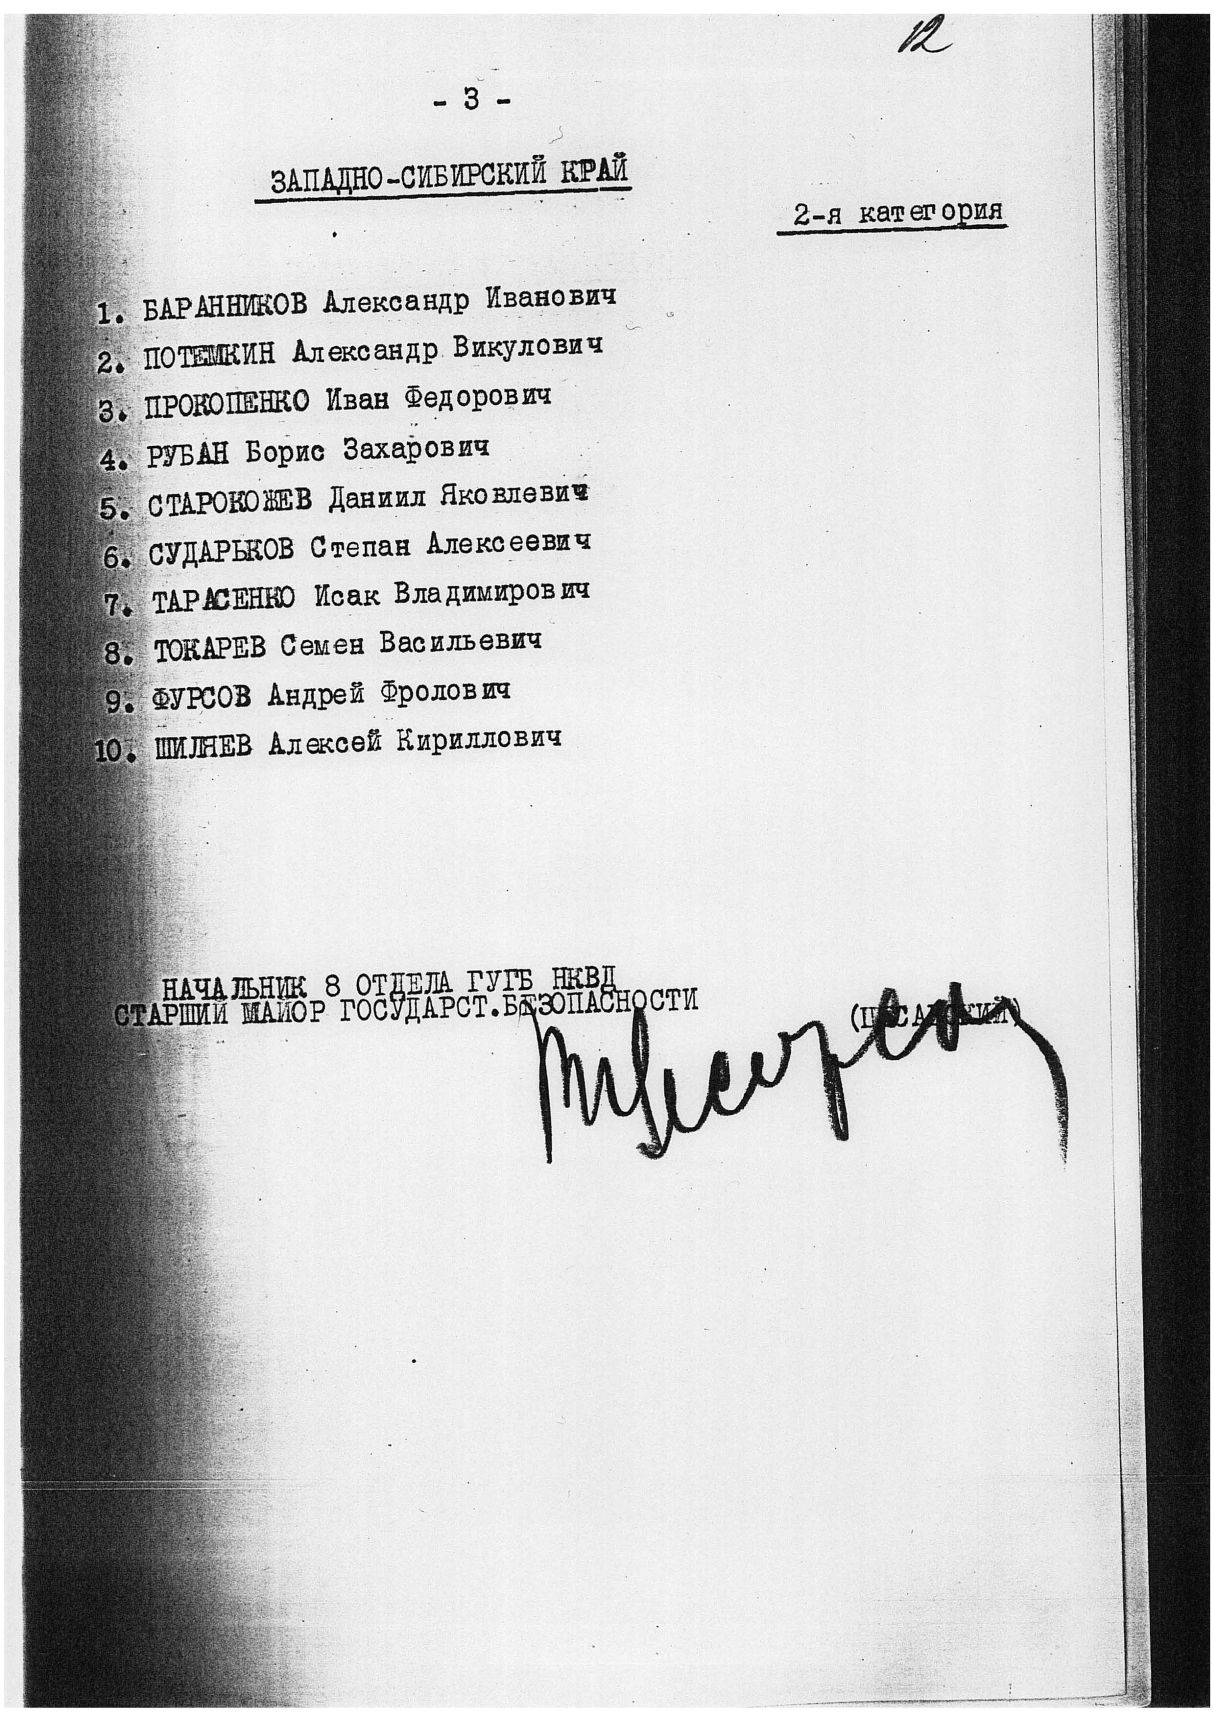 12
- 3 -
ЗАПАДНО-СИБИРСКИЙ КРАЙ
2-я категория
1. БАРАННИКОВ Александр Иванович
2. ПОТЕМКИН Александр Викулович
3. ПРОКОПЕНКО Иван Федорович
4. РУБАН Борис Захарович
5. СТАРОКОЖЕВ Даниил Яковлевич
6. СУДАРЬКОВ Степан Алексеевич
7. ТАРАСЕНКО Исак Владимирович
8. ТОКАРЕВ Семен Васильевич
9. ФУРСОВ Андрей Фролович
10. ШИЛЯЕВ Алексей Кириллович
НАЧАЛЬНИК 8 ОТДЕЛА ГУГБ НКВД
СТАРШИЙ МАЙОР ГОСУДАРСТ.БЕЗОПАСНОСТИ